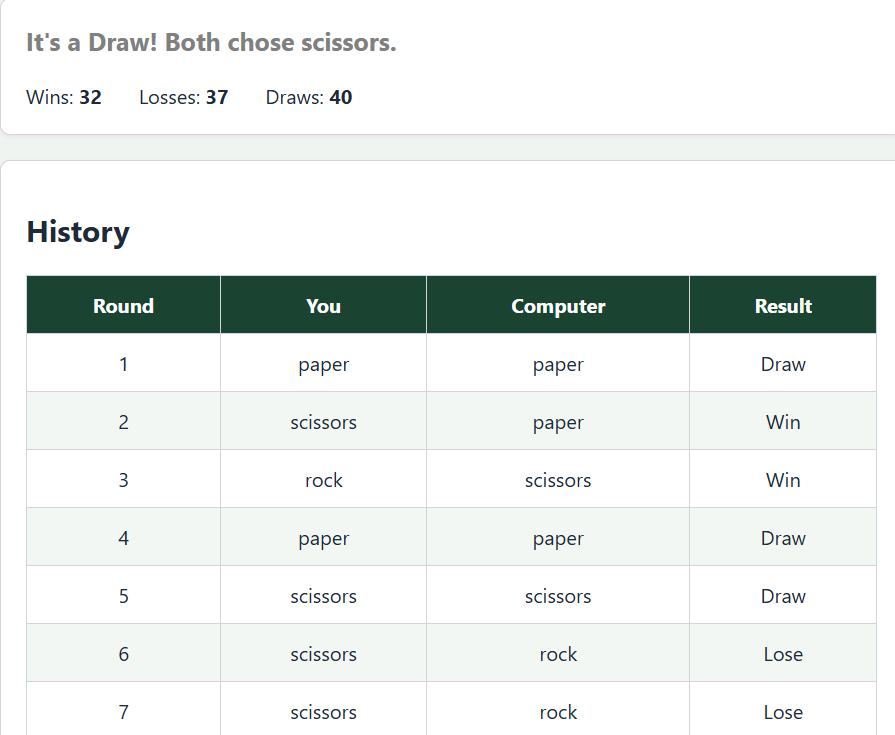 It's a Draw! Both chose scissors.
Wins: 32 Losses: 37 Draws: 40
History
Round You Computer Result
1 paper paper Draw
2 scissors paper Win
3 rock scissors Win
4 paper paper Draw
5 scissors scissors Draw
6 scissors rock Lose
7 scissors rock Lose